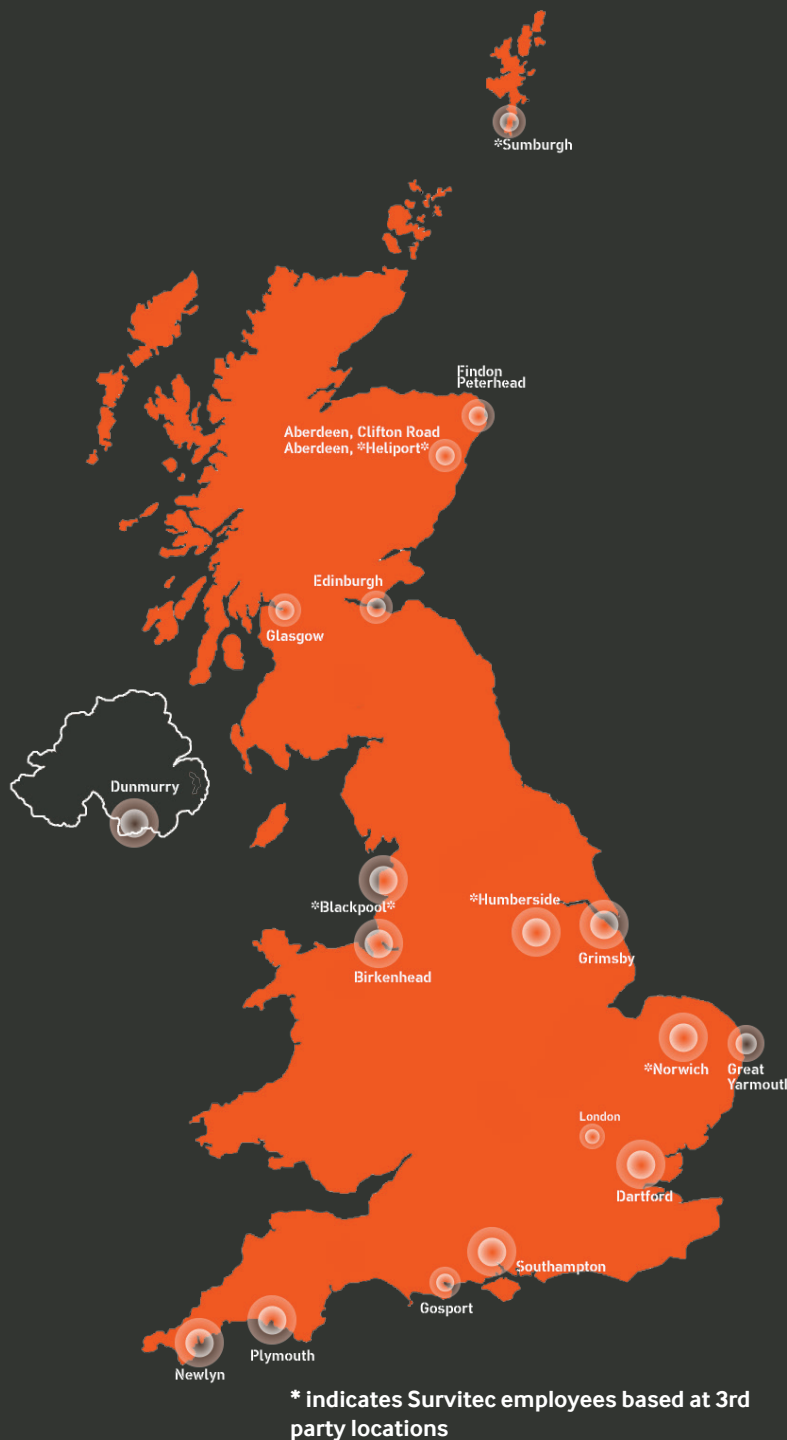 *Sumburgh
Findon
Peterhead
Aberdeen, Clifton Road
Aberdeen, *Heliport*
Edinburgh
Glasgow
Dunmurry
*Blackpool*
*Humberside
Birkenhead
Grimsby
*Norwich
Great
Yarmouth
London
Dartford
Southampton
Gosport
Plymouth
Newlyn
* indicates Survitec employees based at 3rd
party locations